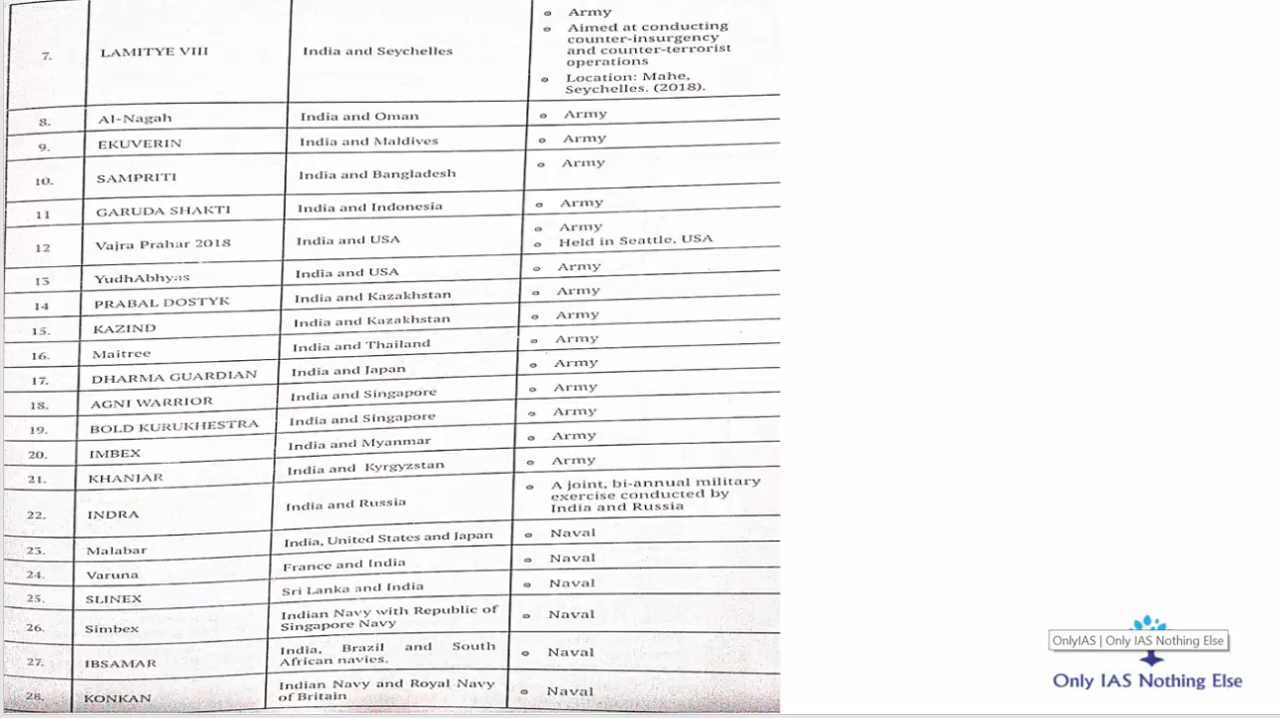 7.
LAMITYE VIII
India and Seychelles
Army
Aimed at conducting
counter-insurgency
and counter-terrorist
operations
Location: Mahe,
Seychelles. (2018).
8. Al-Nagah India and Oman Army
9. EKUVERIN India and Maldives Army
10. SAMPRITI India and Bangladesh Army
11 GARUDA SHAKTI India and Indonesia Army
12 Vajra Prahar 2018 India and USA Army
Held in Seattle, USA
13 YudhAbhyas India and USA Army
14 PRABAL DOSTYK India and Kazakhstan Army
15. KAZIND India and Kazakhstan Army
16. Maitree India and Thailand Army
17. DHARMA GUARDIAN India and Japan Army
18. AGNI WARRIOR India and Singapore Army
19. BOLD KURUKHESTRA India and Singapore Army
20. IMBEX India and Myanmar Army
21. KHANJAR India and Kyrgyzstan Army
22. INDRA India and Russia
A joint, bi-annual military
exercise conducted by
India and Russia
23. Malabar India, United States and Japan Naval
24. Varuna France and India Naval
25. SLINEX Sri Lanka and India Naval
26. Simbex
Indian Navy with Republic of
Singapore Navy
Naval
27. IBSAMAR
India, Brazil and South
African navies.
Naval
28. KONKAN
Indian Navy and Royal Navy
of Britain
Naval
OnlyIAS | Only IAS Nothing Else
Only IAS Nothing Else